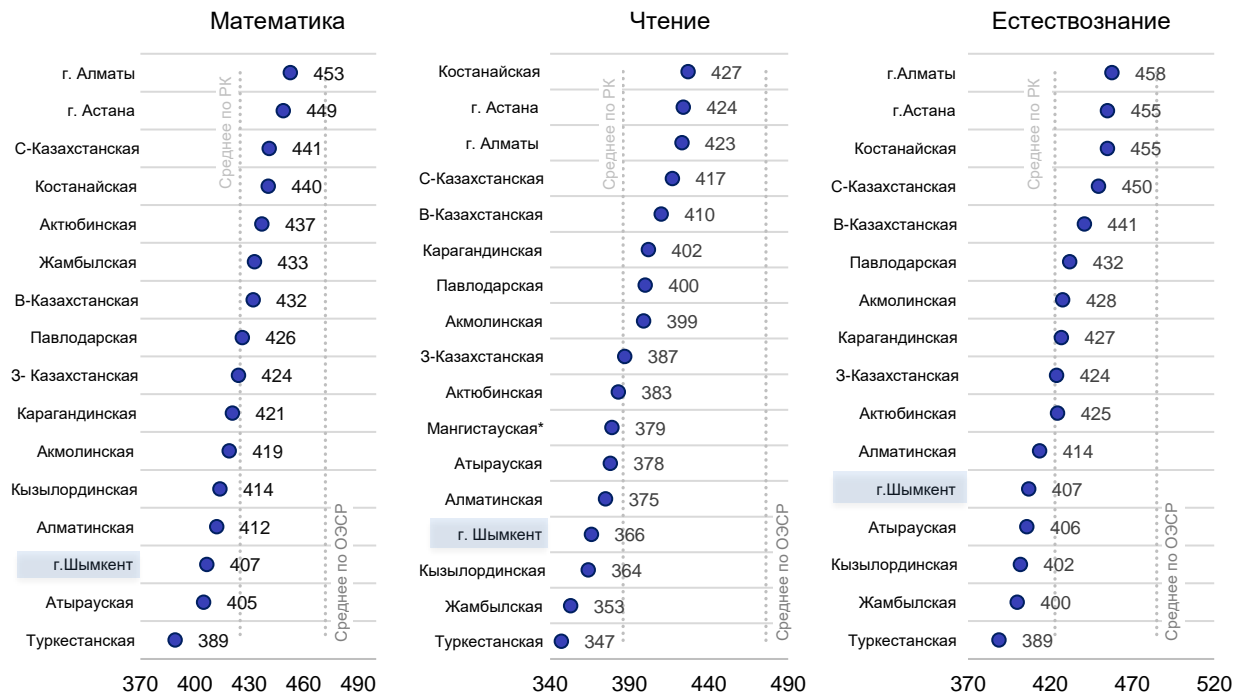 Математика
г. Алматы 453
г. Астана 449
С-Казахстанская 441
Костанайская 440
Актюбинская 437
Жамбылская 433
В-Казахстанская 432
Павлодарская 426
З- Казахстанская 424
Карагандинская 421
Акмолинская 419
Кызылординская 414
Алматинская 412
г.Шымкент 407
Атырауская 405
Туркестанская 389
Среднее по РК
Среднее по ОЭСР
370 400 430 460 490
Чтение
Костанайская 427
г. Астана 424
г. Алматы 423
С-Казахстанская 417
В-Казахстанская 410
Карагандинская 402
Павлодарская 400
Акмолинская 399
З-Казахстанская 387
Актюбинская 383
Мангистауская* 379
Атырауская 378
Алматинская 375
г. Шымкент 366
Кызылординская 364
Жамбылская 353
Туркестанская 347
Среднее по РК
Среднее по ОЭСР
340 390 440 490
Естествознание
г.Алматы 458
г.Астана 455
Костанайская 455
С-Казахстанская 450
В-Казахстанская 441
Павлодарская 432
Акмолинская 428
Карагандинская 427
З-Казахстанская 424
Актюбинская 425
Алматинская 414
г.Шымкент 407
Атырауская 406
Кызылординская 402
Жамбылская 400
Туркестанская 389
Среднее по РК
Среднее по ОЭСР
370 420 470 520